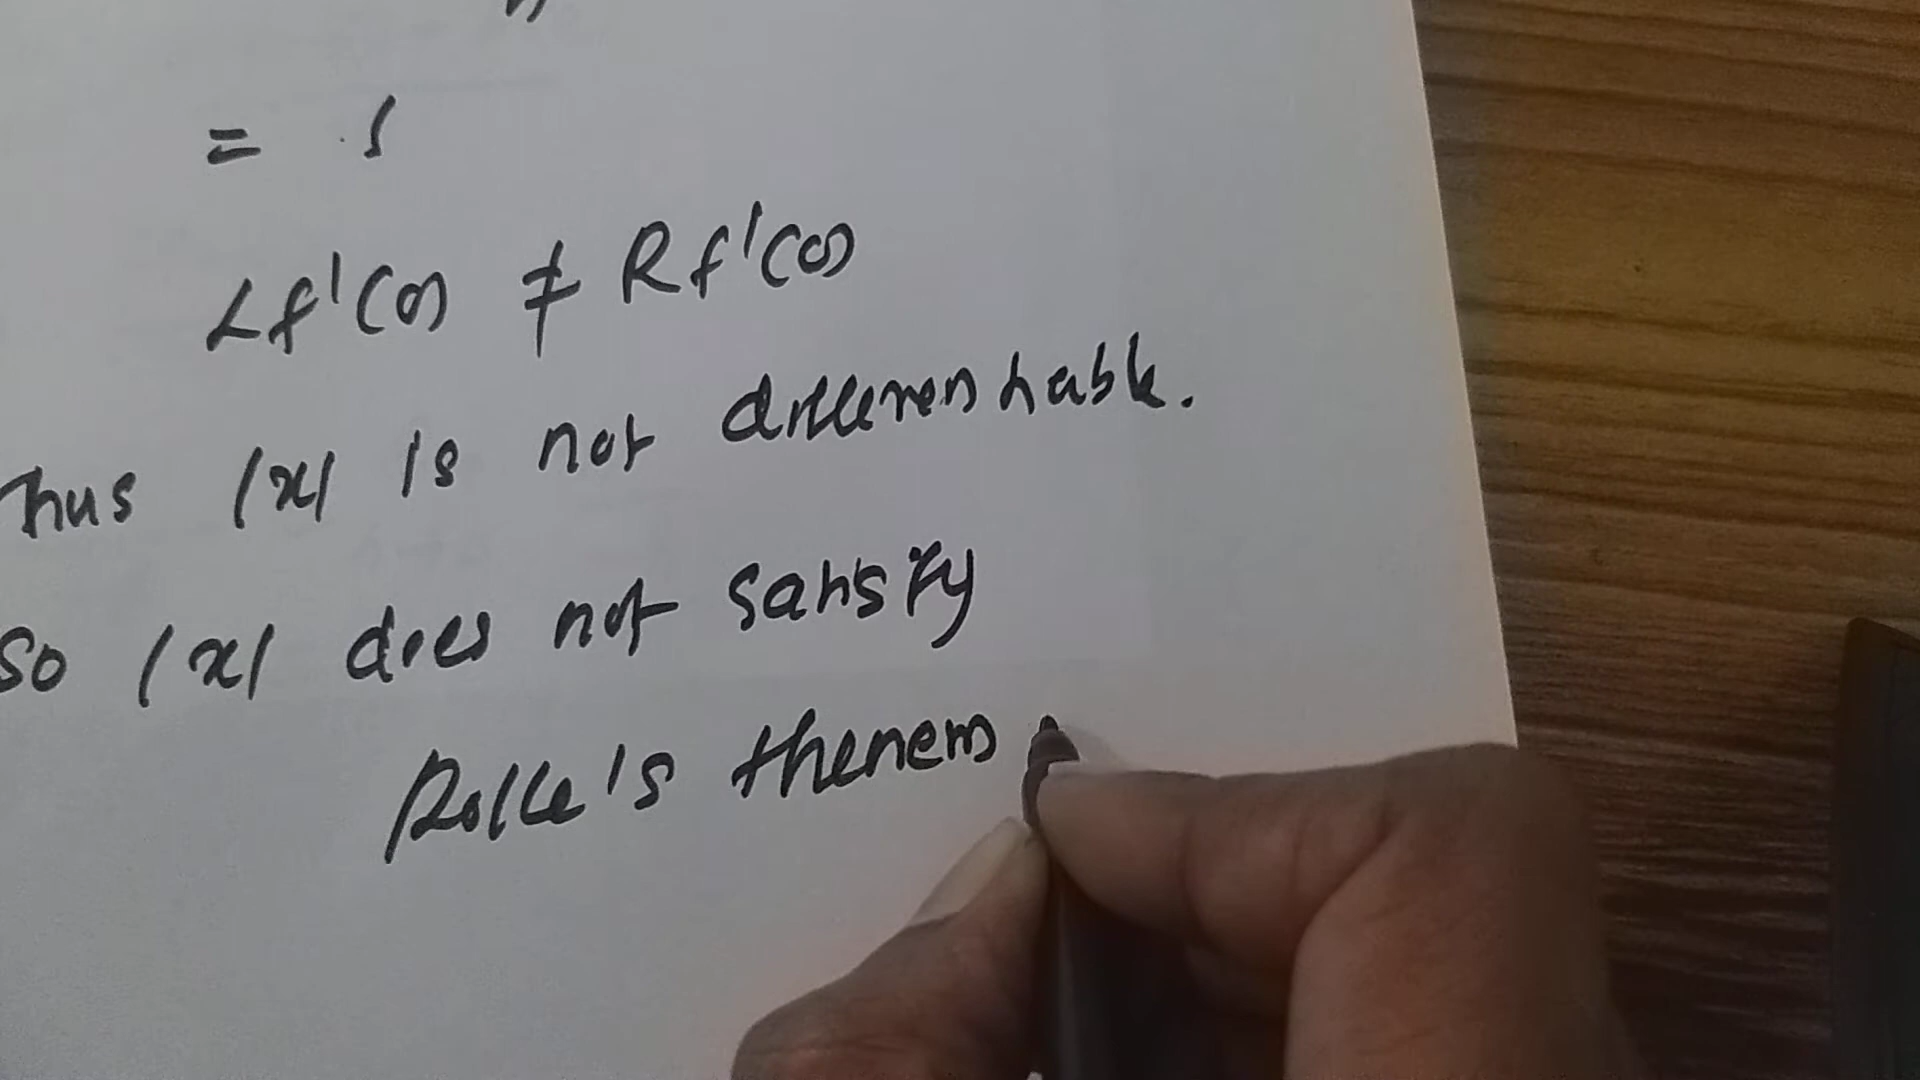 = 1
Lf'(0) ≠ Rf'(0)
Thus |x| is not differentiable.
So |x| does not satisfy
Rolle's theorem